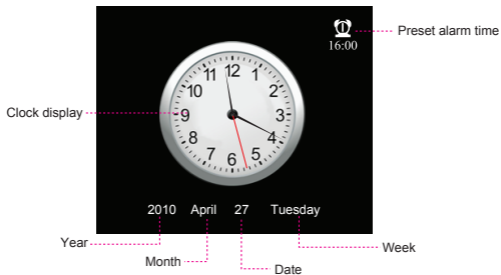 Preset alarm time
16:00
Clock display
12
11 1
10 2
9 3
8 4
7 5
6
2010 April 27 Tuesday
Year
Week
Month
Date